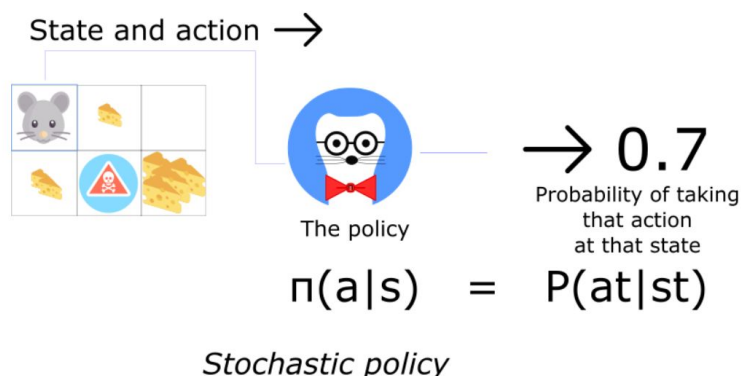 State and action →
→ 0.7
Probability of taking
that action
at that state
The policy
π(a|s) = P(at|st)
Stochastic policy